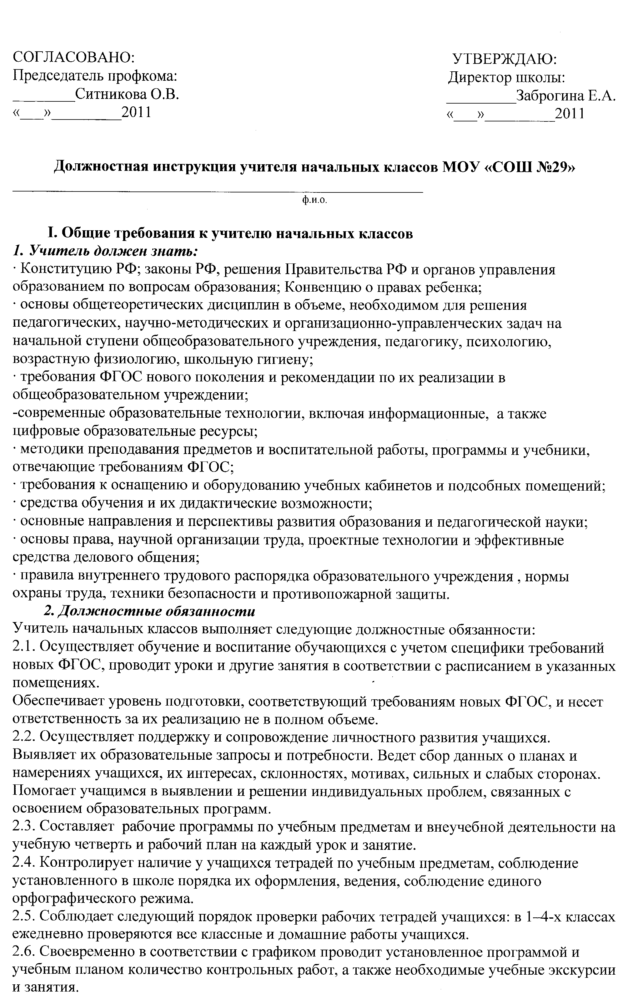 СОГЛАСОВАНО: УТВЕРЖДАЮ:
Председатель профкома: Директор школы:
________Ситникова О.В. _________Заброгина Е.А.
«___»_________2011 «___»_________2011
Должностная инструкция учителя начальных классов МОУ «СОШ №29»
ф.и.о.
I. Общие требования к учителю начальных классов
1. Учитель должен знать:
· Конституцию РФ; законы РФ, решения Правительства РФ и органов управления
образованием по вопросам образования; Конвенцию о правах ребенка;
· основы общетеоретических дисциплин в объеме, необходимом для решения
педагогических, научно-методических и организационно-управленческих задач на
начальной ступени общеобразовательного учреждения, педагогику, психологию,
возрастную физиологию, школьную гигиену;
· требования ФГОС нового поколения и рекомендации по их реализации в
общеобразовательном учреждении;
-современные образовательные технологии, включая информационные,  а также
цифровые образовательные ресурсы;
· методики преподавания предметов и воспитательной работы, программы и учебники,
отвечающие требованиям ФГОС;
· требования к оснащению и оборудованию учебных кабинетов и подсобных помещений;
· средства обучения и их дидактические возможности;
· основные направления и перспективы развития образования и педагогической науки;
· основы права, научной организации труда, проектные технологии и эффективные
средства делового общения;
· правила внутреннего трудового распорядка образовательного учреждения , нормы
охраны труда, техники безопасности и противопожарной защиты.
2. Должностные обязанности
Учитель начальных классов выполняет следующие должностные обязанности:
2.1. Осуществляет обучение и воспитание обучающихся с учетом специфики требований
новых ФГОС, проводит уроки и другие занятия в соответствии с расписанием в указанных
помещениях.
Обеспечивает уровень подготовки, соответствующий требованиям новых ФГОС, и несет
ответственность за их реализацию не в полном объеме.
2.2. Осуществляет поддержку и сопровождение личностного развития учащихся.
Выявляет их образовательные запросы и потребности. Ведет сбор данных о планах и
намерениях учащихся, их интересах, склонностях, мотивах, сильных и слабых сторонах.
Помогает учащимся в выявлении и решении индивидуальных проблем, связанных с
освоением образовательных программ.
2.3. Составляет  рабочие программы по учебным предметам и внеучебной деятельности на
учебную четверть и рабочий план на каждый урок и занятие.
2.4. Контролирует наличие у учащихся тетрадей по учебным предметам, соблюдение
установленного в школе порядка их оформления, ведения, соблюдение единого
орфографического режима.
2.5. Соблюдает следующий порядок проверки рабочих тетрадей учащихся: в 1–4-х классах
ежедневно проверяются все классные и домашние работы учащихся.
2.6. Своевременно в соответствии с графиком проводит установленное программой и
учебным планом количество контрольных работ, а также необходимые учебные экскурсии
и занятия.